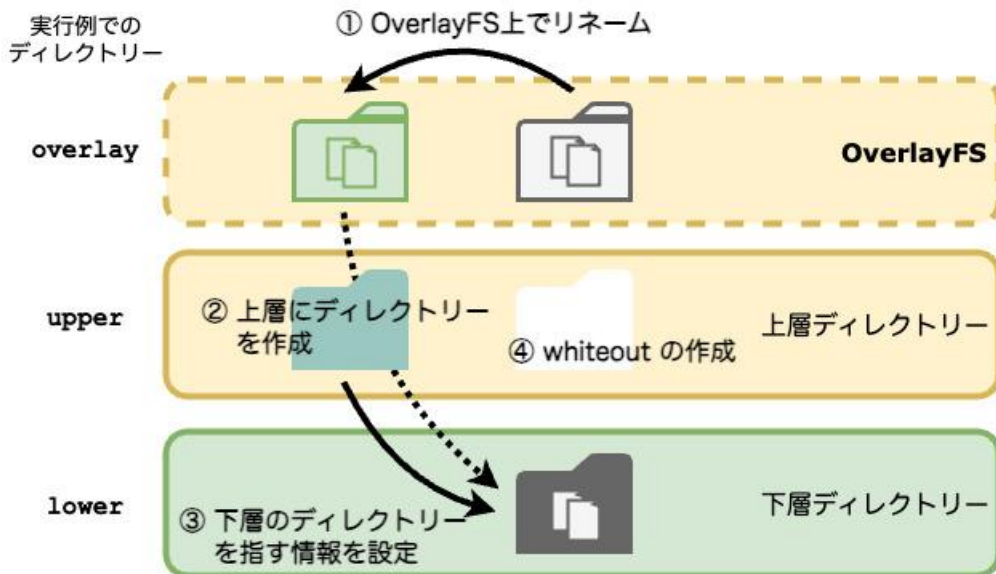 実行例での
ディレクトリー
① OverlayFS上でリネーム
overlay
OverlayFS
upper
② 上層にディレクトリー
を作成
④ whiteout の作成
上層ディレクトリー
lower
③ 下層のディレクトリー
を指す情報を設定
下層ディレクトリー